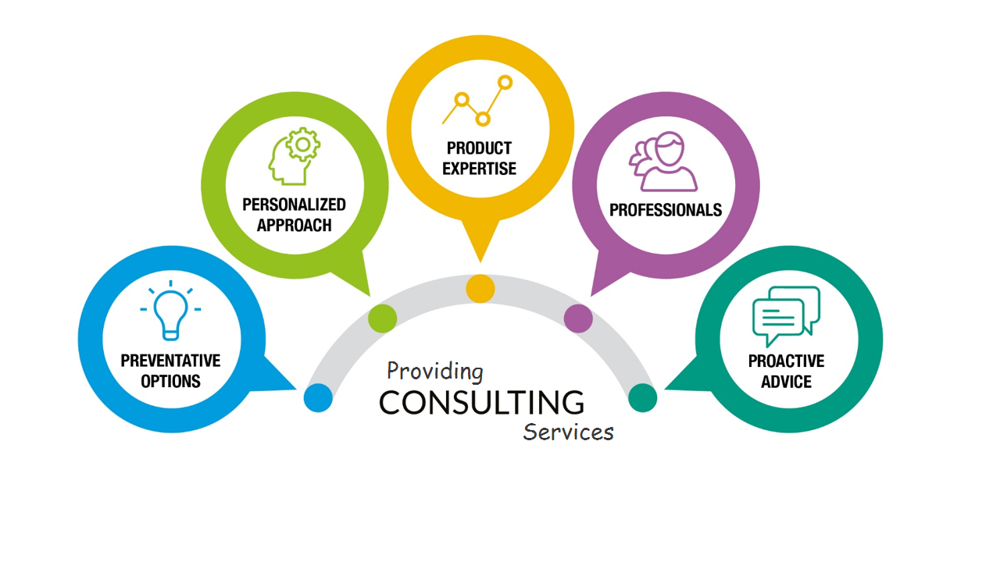 PREVENTATIVE
OPTIONS
PERSONALIZED
APPROACH
PRODUCT
EXPERTISE
PROFESSIONALS
PROACTIVE
ADVICE
Providing
CONSULTING
Services